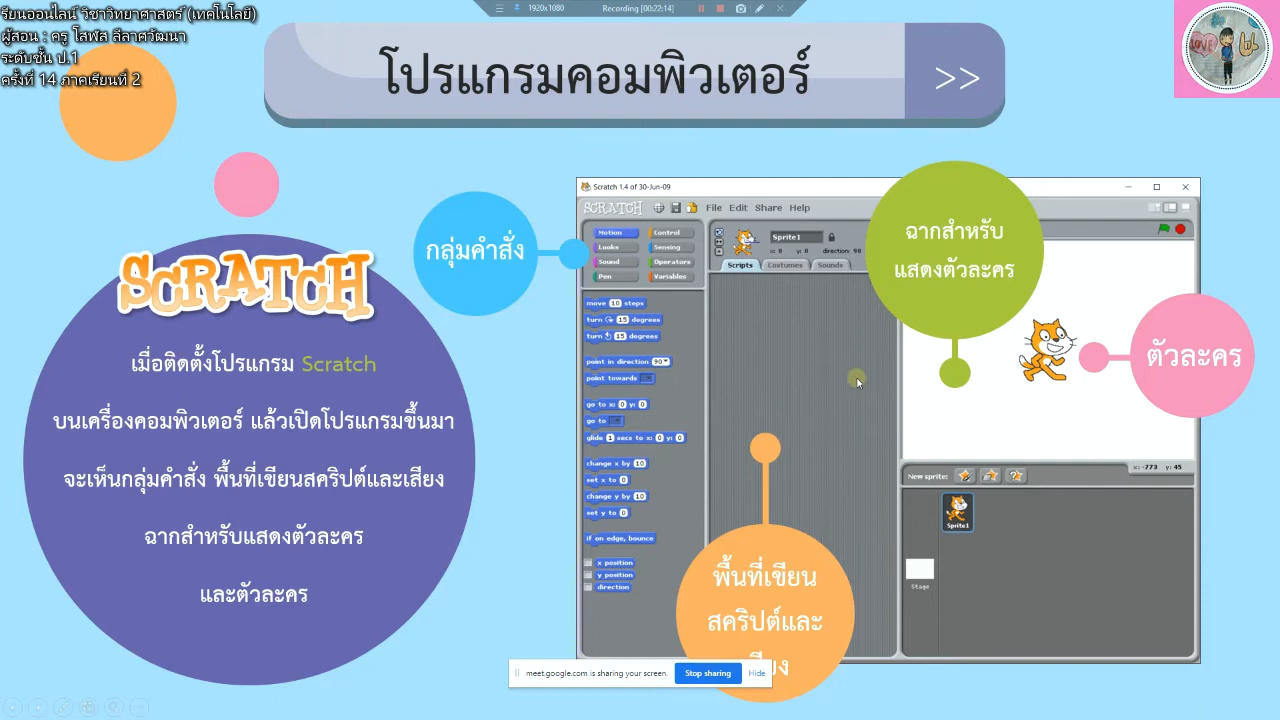 รียนออนไลน์ วิชาวิทยาศาสตร์ (เทคโนโลยี)
ผู้สอน : ครู โสฬส ลีลาศวัฒนา
ระดับชั้น ป.1
ครั้งที่ 14 ภาคเรียนที่ 2
1920x1080
Recording [00:22:14]
โปรแกรมคอมพิวเตอร์
>>
LOVE
SCRATCH
เมื่อติดตั้งโปรแกรม Scratch
บนเครื่องคอมพิวเตอร์ แล้วเปิดโปรแกรมขึ้นมา
จะเห็นกลุ่มคำสั่ง พื้นที่เขียนสคริปต์และเสียง
ฉากสำหรับแสดงตัวละคร
และตัวละคร
กลุ่มคำสั่ง
Scratch 1.4 of 30-Jun-09
SCRATCH File Edit Share Help
Motion Control
Looks Sensing
Sound Operators
Pen Variables
Sprite1
x: 0 y: 0 direction: 90
Scripts Costumes Sounds
move 10 steps
turn 15 degrees
turn 15 degrees
point in direction 90
point towards
go to x: 0 y: 0
go to
glide 1 secs to x: 0 y: 0
change x by 10
set x to 0
change y by 10
set y to 0
if on edge, bounce
x position
y position
direction
ฉากสำหรับ
แสดงตัวละคร
ตัวละคร
x: -773 y: 45
New sprite:
Sprite1
Stage
พื้นที่เขียน
สคริปต์และ
meet.google.com is sharing your screen. Stop sharing Hide